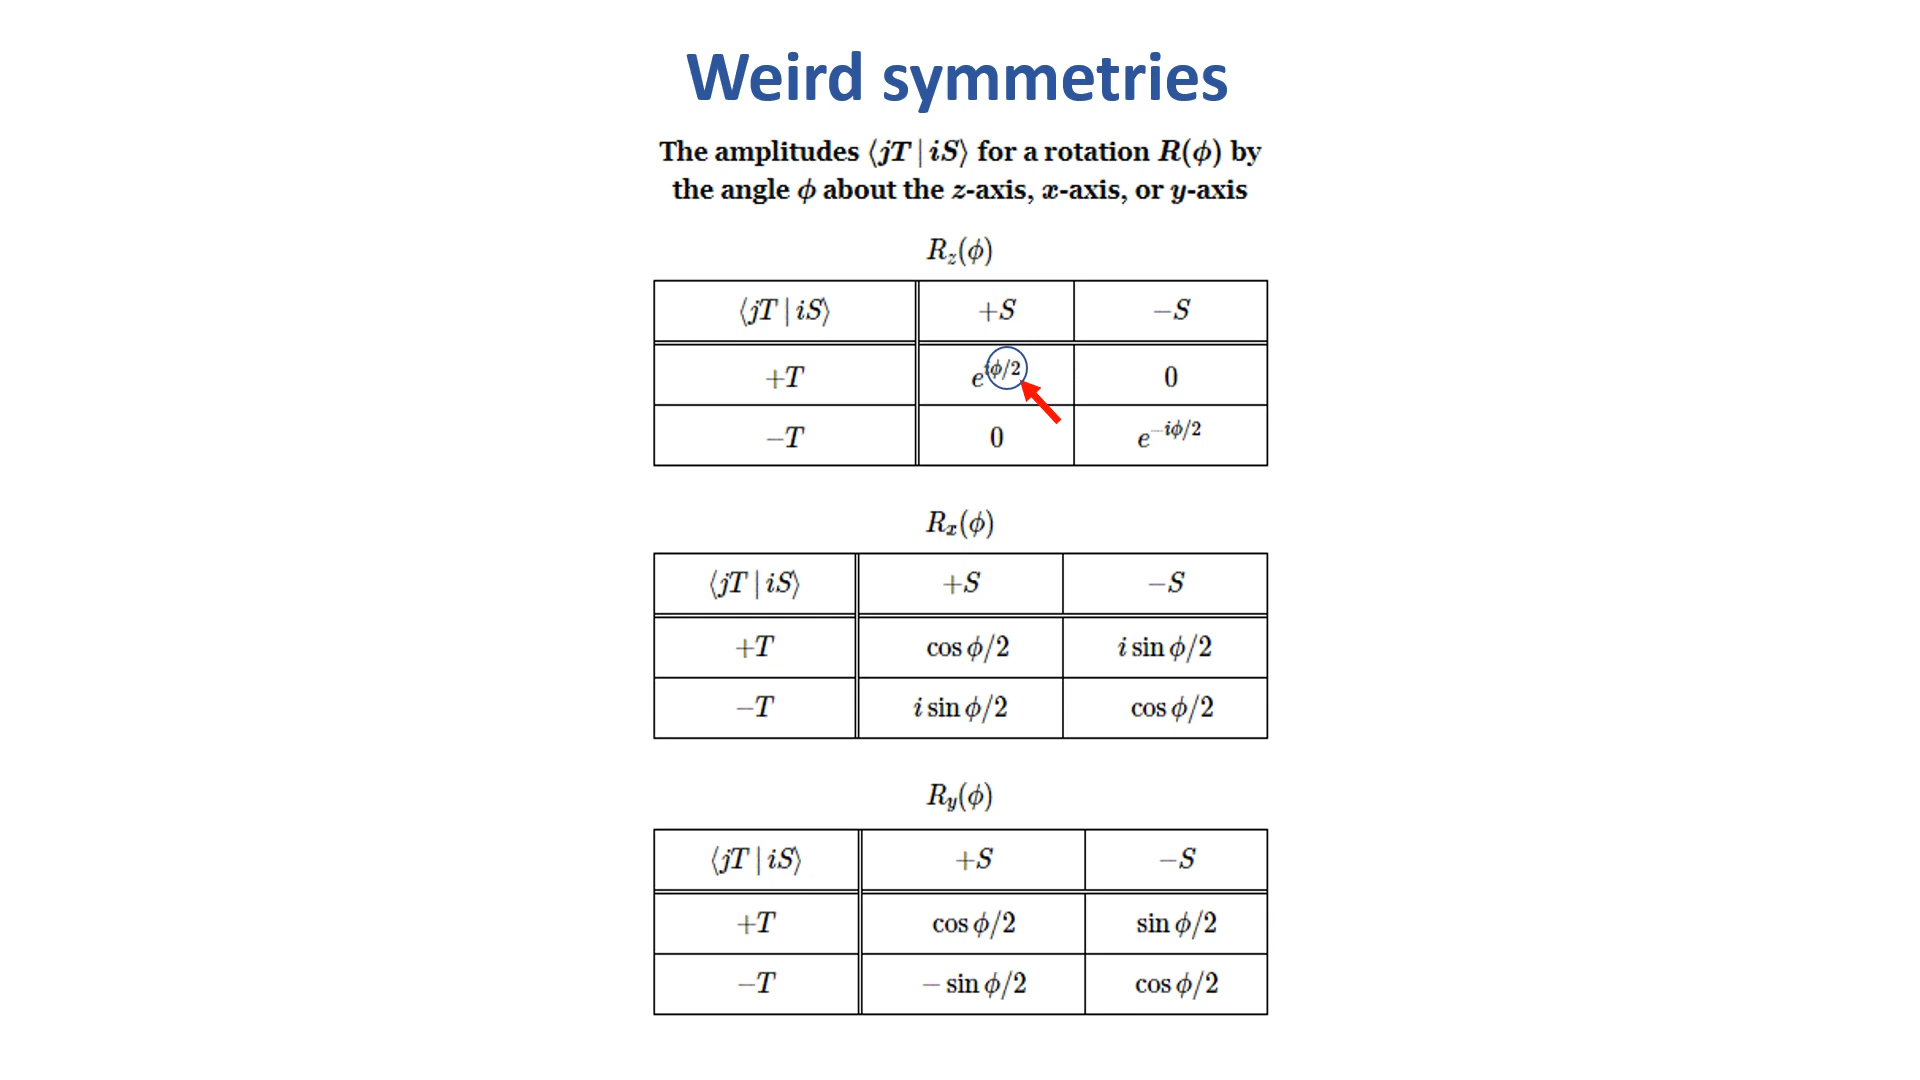 Weird symmetries
The amplitudes ⟨jT | iS⟩ for a rotation R(ϕ) by
the angle ϕ about the z-axis, x-axis, or y-axis
R_z(ϕ)
⟨jT | iS⟩ +S −S
+T e^{iϕ/2} 0
−T 0 e^{−iϕ/2}
R_x(ϕ)
⟨jT | iS⟩ +S −S
+T cos ϕ/2 i sin ϕ/2
−T i sin ϕ/2 cos ϕ/2
R_y(ϕ)
⟨jT | iS⟩ +S −S
+T cos ϕ/2 sin ϕ/2
−T − sin ϕ/2 cos ϕ/2